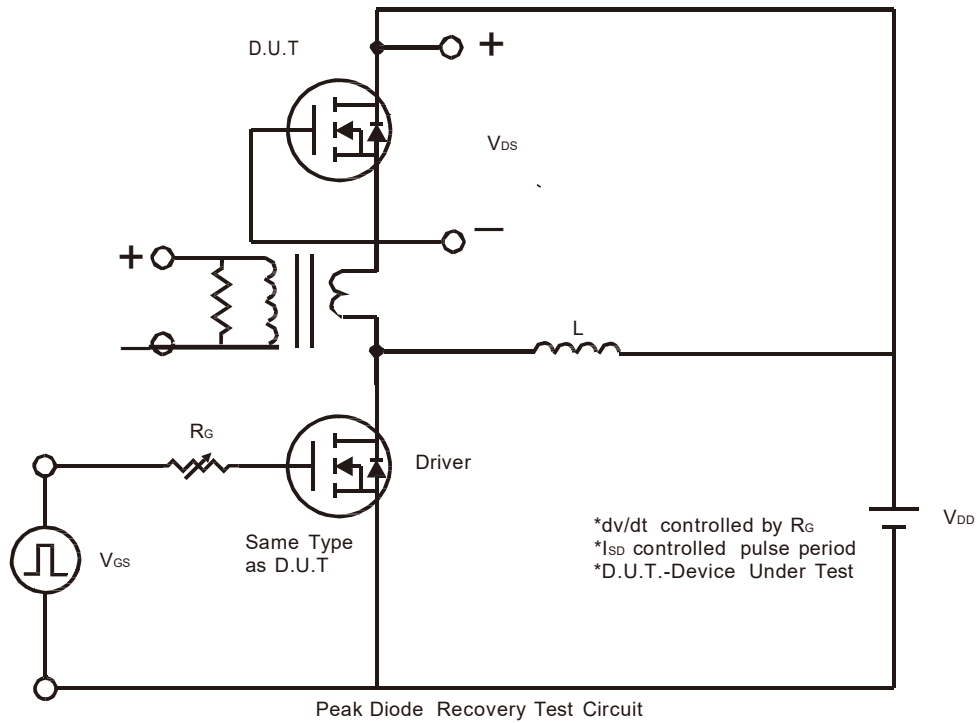 D.U.T
+
VDS
—
+
—
L
RG
Driver
VGS
Same Type
as D.U.T
*dv/dt controlled by RG
*ISD controlled pulse period
*D.U.T.-Device Under Test
VDD
Peak Diode Recovery Test Circuit